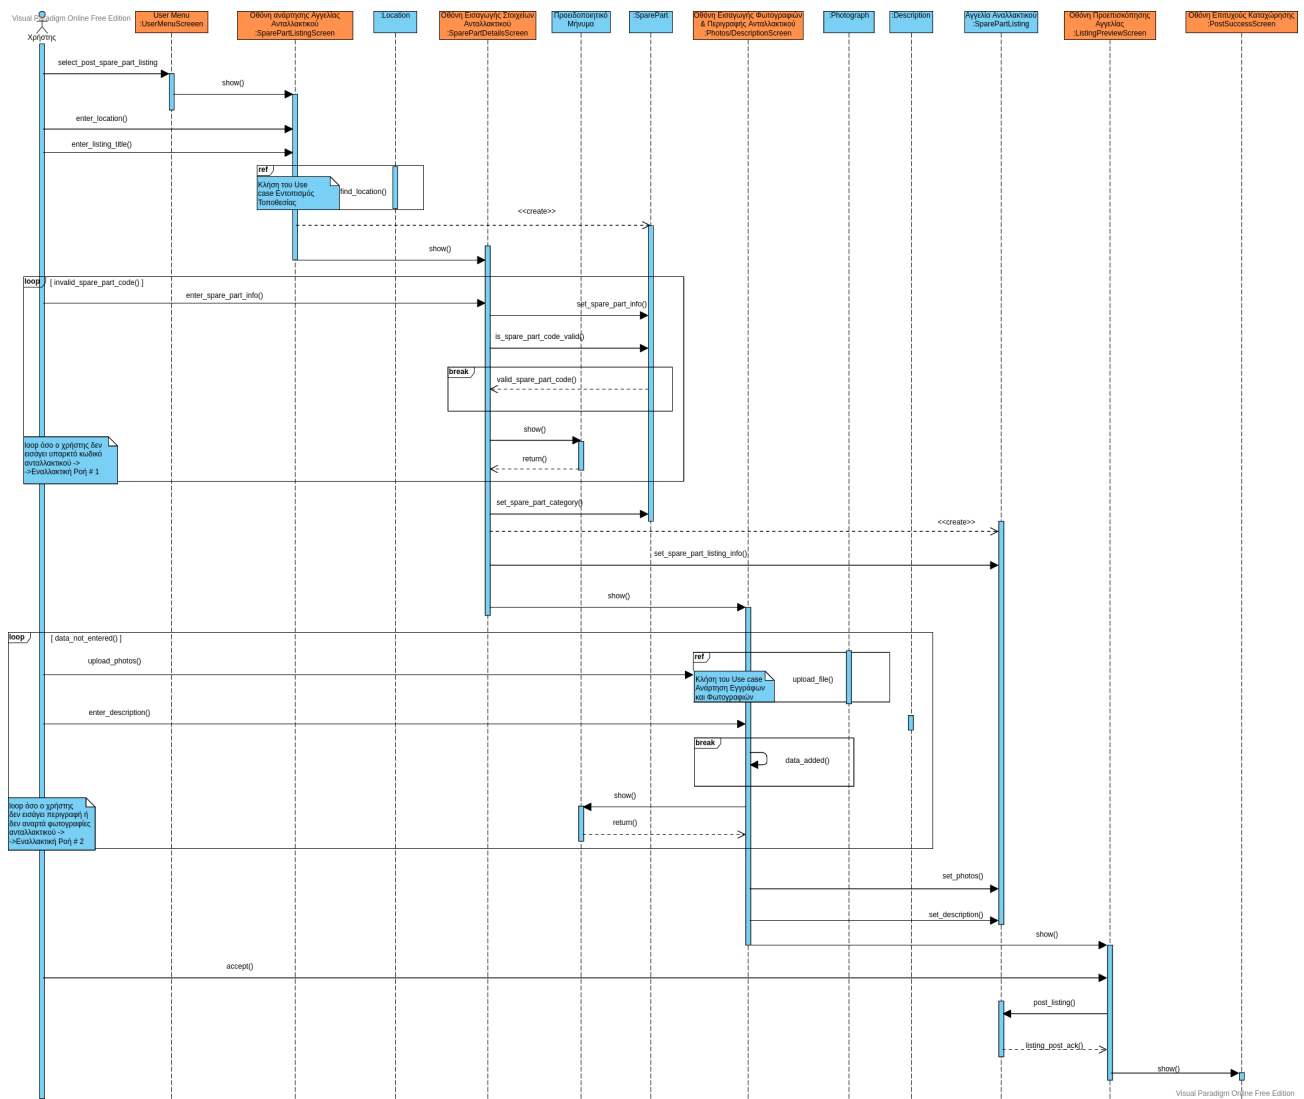 Visual Paradigm Online Free Edition
Χρήστης
User Menu
:UserMenuScreen
Οθόνη ανάρτησης Αγγελίας
Ανταλλακτικού
:SparePartListingScreen
:Location
Οθόνη Εισαγωγής Στοιχείων
Ανταλλακτικού
:SparePartDetailsScreen
Προειδοποιητικό
Μήνυμα
:SparePart
Οθόνη Εισαγωγής Φωτογραφιών
& Περιγραφής Ανταλλακτικού
:Photos/DescriptionScreen
:Photograph
:Description
Αγγελία Αναλλακτικού
:SparePartListing
Οθόνη Προεπισκόπησης
Αγγελίας
:ListingPreviewScreen
Οθόνη Επιτυχούς Καταχώρησης
:PostSuccessScreen
select_post_spare_part_listing
show()
enter_location()
enter_listing_title()
ref
Κλήση του Use
case Εντοπισμός
Τοποθεσίας
find_location()
<<create>>
show()
loop
[ invalid_spare_part_code() ]
enter_spare_part_info()
set_spare_part_info()
is_spare_part_code_valid()
break
valid_spare_part_code()
show()
return()
loop όσο ο χρήστης δεν
εισάγει υπαρκτό κωδικό
ανταλλακτικού ->
->Εναλλακτική Ροή # 1
set_spare_part_category()
<<create>>
set_spare_part_listing_info()
show()
loop
[ data_not_entered() ]
upload_photos()
ref
Κλήση του Use case
Ανάρτηση Εγγράφων
και Φωτογραφιών
upload_file()
enter_description()
break
data_added()
show()
return()
loop όσο ο χρήστης
δεν εισάγει περιγραφή ή
δεν αναρτά φωτογραφίες
ανταλλακτικού ->
->Εναλλακτική Ροή # 2
set_photos()
set_description()
show()
accept()
post_listing()
listing_post_ack()
show()
Visual Paradigm Online Free Edition